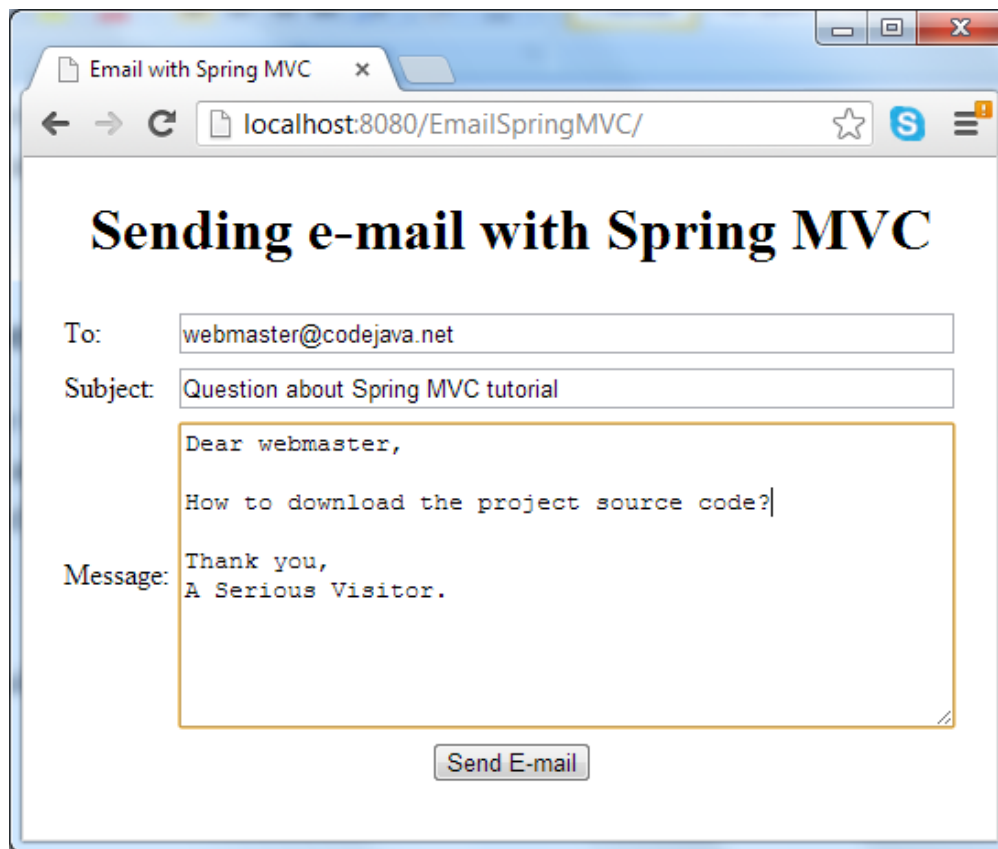 Email with Spring MVC
localhost:8080/EmailSpringMVC/
Sending e-mail with Spring MVC
To: webmaster@codejava.net
Subject: Question about Spring MVC tutorial
Message:
Dear webmaster,
How to download the project source code?
Thank you,
A Serious Visitor.
Send E-mail